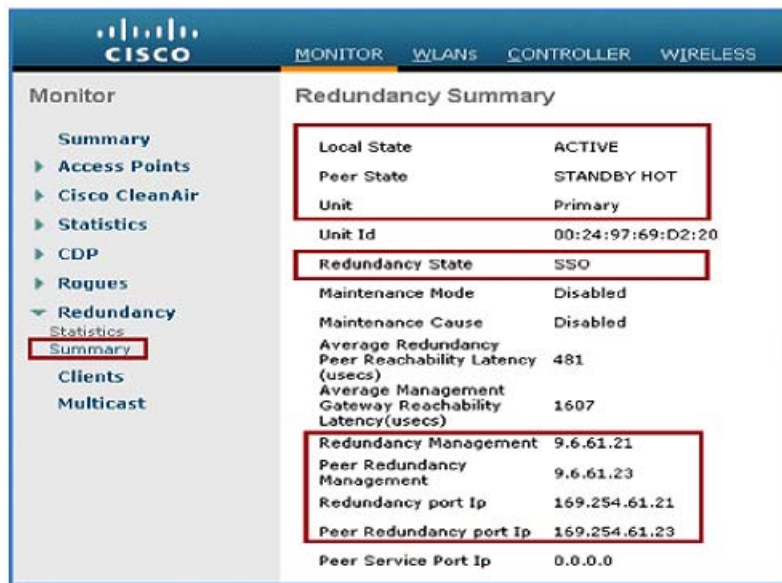 CISCO
MONITOR WLANs CONTROLLER WIRELESS
Monitor
Summary
Access Points
Cisco CleanAir
Statistics
CDP
Rogues
Redundancy
Statistics
Summary
Clients
Multicast
Redundancy Summary
Local State ACTIVE
Peer State STANDBY HOT
Unit Primary
Unit Id 00:24:97:69:D2:20
Redundancy State SSO
Maintenance Mode Disabled
Maintenance Cause Disabled
Average Redundancy
Peer Reachability Latency 481
(usecs)
Average Management
Gateway Reachability 1607
Latency(usecs)
Redundancy Management 9.6.61.21
Peer Redundancy
Management 9.6.61.23
Redundancy port Ip 169.254.61.21
Peer Redundancy port Ip 169.254.61.23
Peer Service Port Ip 0.0.0.0